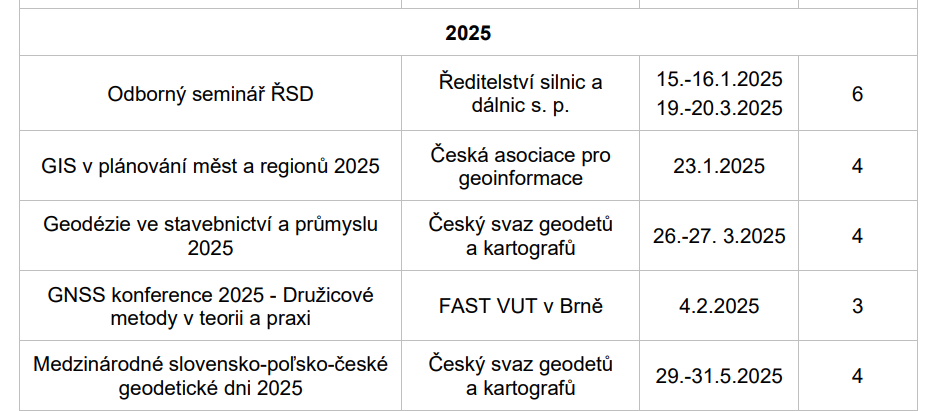 2025
Odborný seminář ŘSD
Ředitelství silnic a
dálnic s. p.
15.-16.1.2025
19.-20.3.2025
6
GIS v plánování měst a regionů 2025
Česká asociace pro
geoinformace
23.1.2025
4
Geodézie ve stavebnictví a průmyslu
2025
Český svaz geodetů
a kartografů
26.-27. 3.2025
4
GNSS konference 2025 - Družicové
metody v teorii a praxi
FAST VUT v Brně
4.2.2025
3
Medzinárodné slovensko-poľsko-české
geodetické dni 2025
Český svaz geodetů
a kartografů
29.-31.5.2025
4